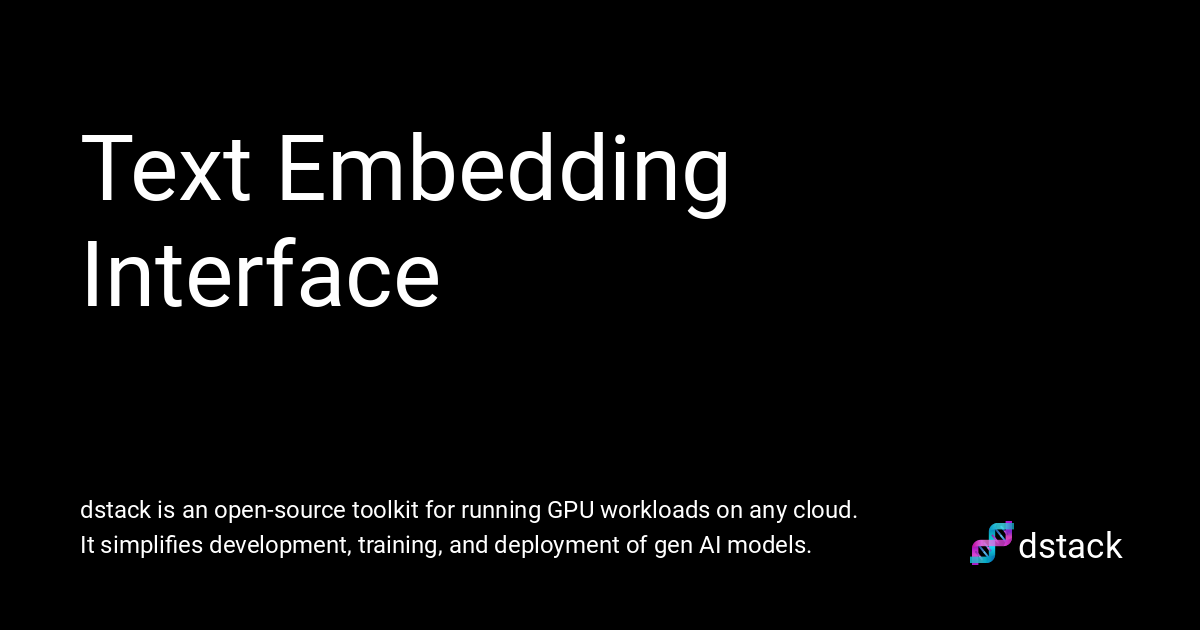 Text Embedding
Interface
dstack is an open-source toolkit for running GPU workloads on any cloud.
It simplifies development, training, and deployment of gen AI models.
dstack